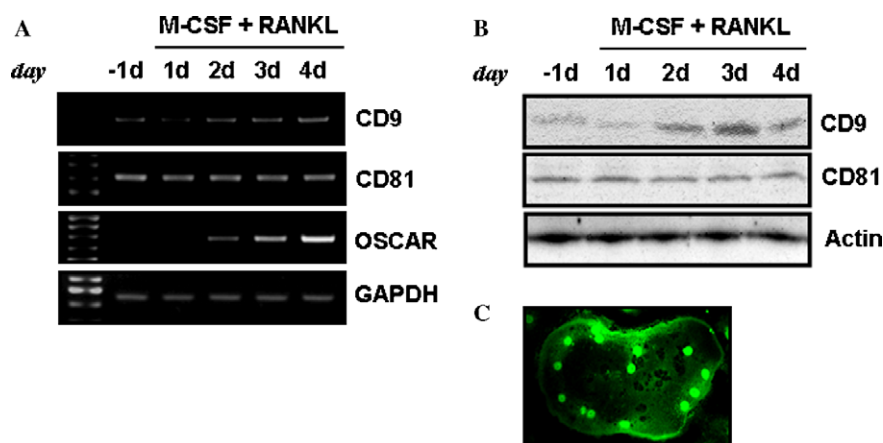 A
M-CSF + RANKL
day -1d 1d 2d 3d 4d
CD9
CD81
OSCAR
GAPDH
B
M-CSF + RANKL
day -1d 1d 2d 3d 4d
CD9
CD81
Actin
C